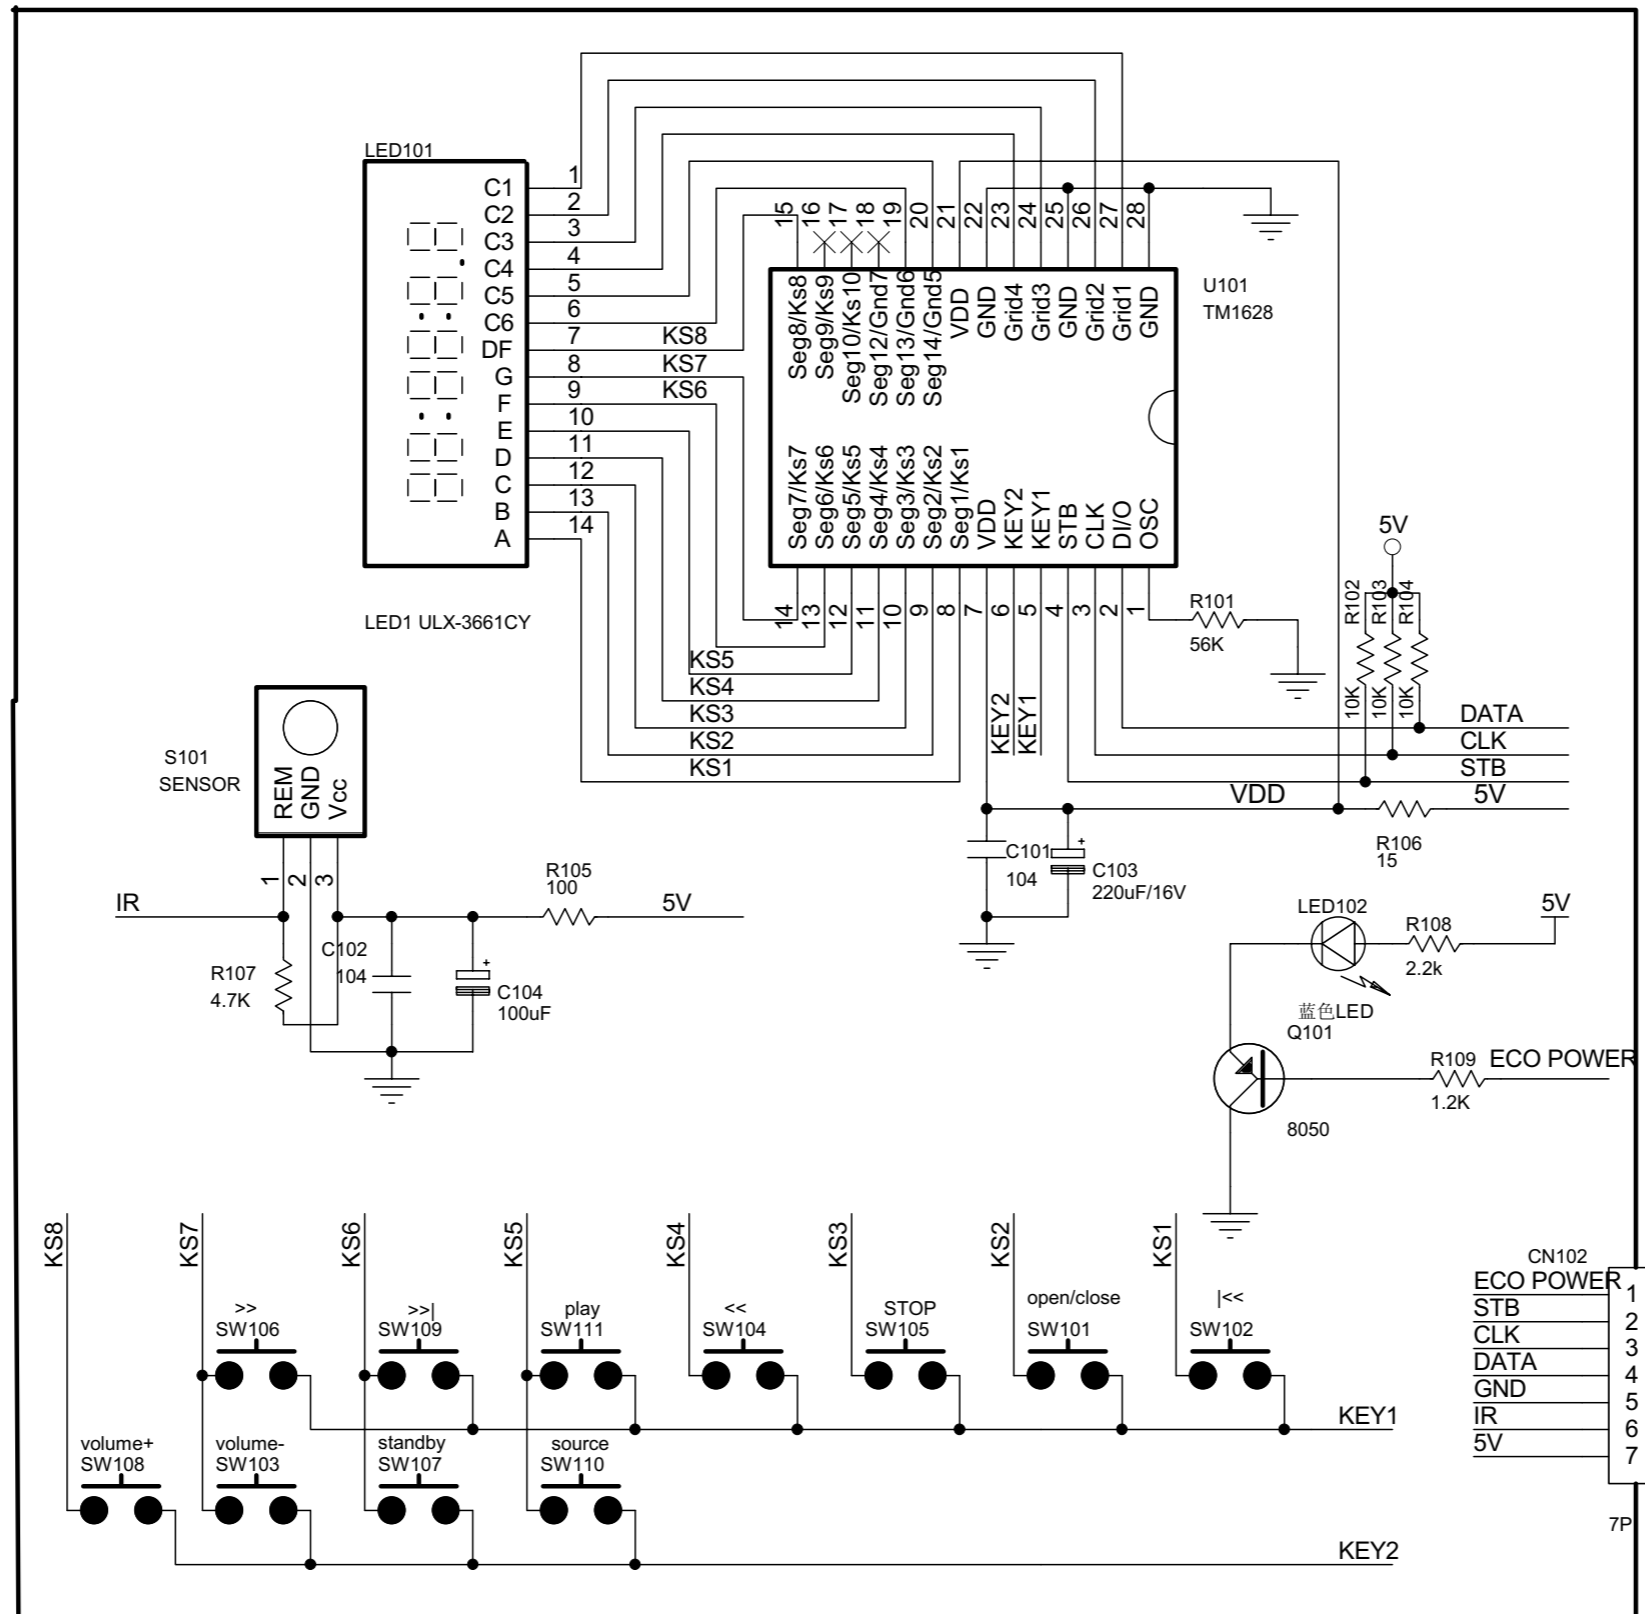 LED101
C1 1
C2 2
C3 3
C4 4
C5 5
C6 6
DF 7 KS8
G 8 KS7
F 9 KS6
E 10
D 11
C 12
B 13
A 14
LED1 ULX-3661CY
15 16 17 18 19 20 21 22 23 24 25 26 27 28
Seg8/Ks8
Seg9/Ks9
Seg10/Ks10
Seg12/Gnd7
Seg13/Gnd6
Seg14/Gnd5
VDD
GND
Grid4
Grid3
GND
Grid2
Grid1
GND
U101
TM1628
Seg7/Ks7
Seg6/Ks6
Seg5/Ks5
Seg4/Ks4
Seg3/Ks3
Seg2/Ks2
Seg1/Ks1
VDD
KEY2
KEY1
STB
CLK
DI/O
OSC
14 13 12 11 10 9 8 7 6 5 4 3 2 1
R101
56K
5V
R102
R103
R104
10K
10K
10K
KS5
KS4
KS3
KS2
KS1
KEY2
KEY1
DATA
CLK
STB
VDD
5V
R106
15
C101
104
+
C103
220uF/16V
S101
SENSOR
REM
GND
Vcc
1 2 3
IR
R105
100
5V
C102
104
R107
4.7K
+
C104
100uF
LED102
R108
2.2k
5V
蓝色LED
Q101
R109
1.2K
ECO POWER
8050
KS8
KS7
KS6
KS5
KS4
KS3
KS2
KS1
>>
SW106
>>|
SW109
play
SW111
<<
SW104
STOP
SW105
open/close
SW101
|<<
SW102
KEY1
volume+
SW108
volume-
SW103
standby
SW107
source
SW110
KEY2
CN102
ECO POWER 1
STB 2
CLK 3
DATA 4
GND 5
IR 6
5V 7
7P